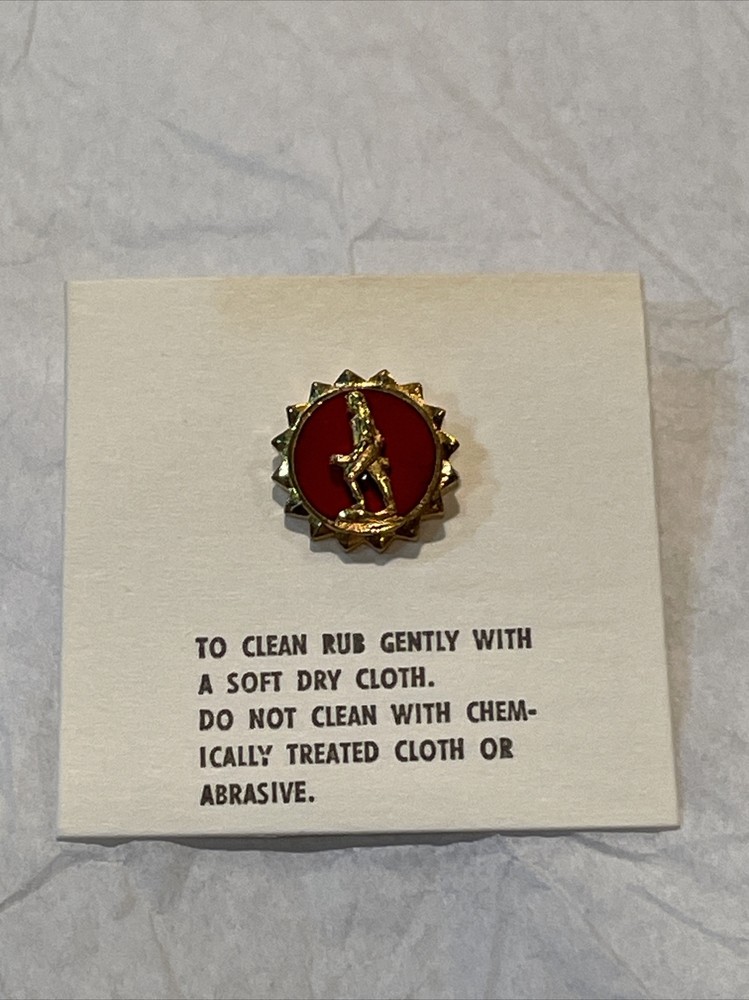 TO CLEAN RUB GENTLY WITH
A SOFT DRY CLOTH.
DO NOT CLEAN WITH CHEM-
ICALLY TREATED CLOTH OR
ABRASIVE.